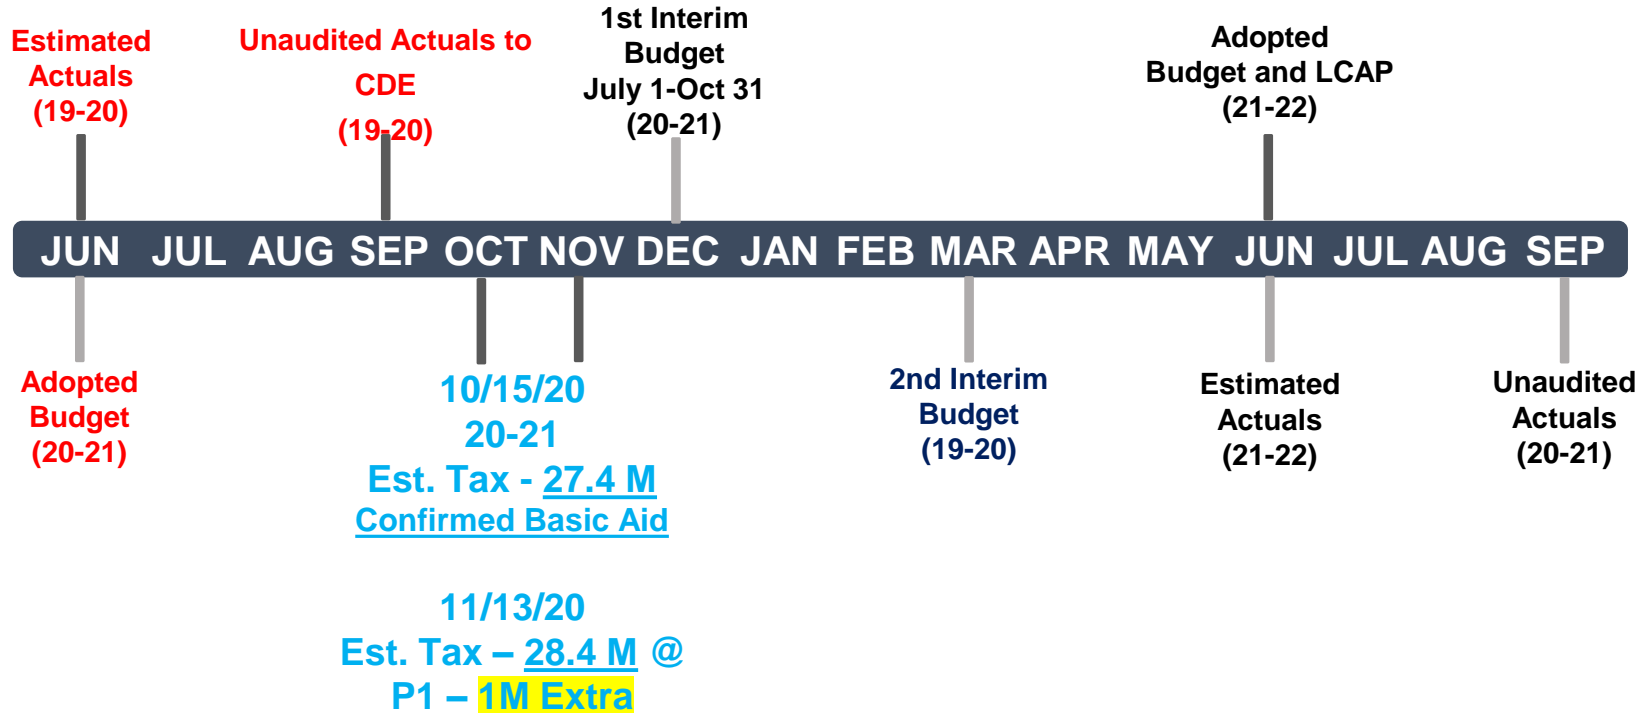 Estimated
Actuals
(19-20)
Unaudited Actuals to
CDE
(19-20)
1st Interim
Budget
July 1-Oct 31
(20-21)
Adopted
Budget and LCAP
(21-22)
JUN JUL AUG SEP OCT NOV DEC JAN FEB MAR APR MAY JUN JUL AUG SEP
Adopted
Budget
(20-21)
10/15/20
20-21
Est. Tax - 27.4 M
Confirmed Basic Aid
11/13/20
Est. Tax – 28.4 M @
P1 – 1M Extra
2nd Interim
Budget
(19-20)
Estimated
Actuals
(21-22)
Unaudited
Actuals
(20-21)